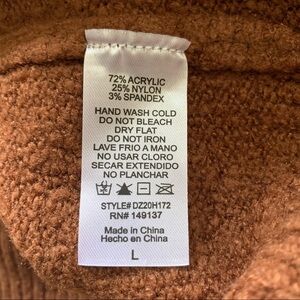 72% ACRYLIC
25% NYLON
3% SPANDEX
HAND WASH COLD
DO NOT BLEACH
DRY FLAT
DO NOT IRON
LAVE FRIO A MANO
NO USAR CLORO
SECAR EXTENDIDO
NO PLANCHAR
STYLE# DZ20H172
RN# 149137
Made in China
Hecho en China
L